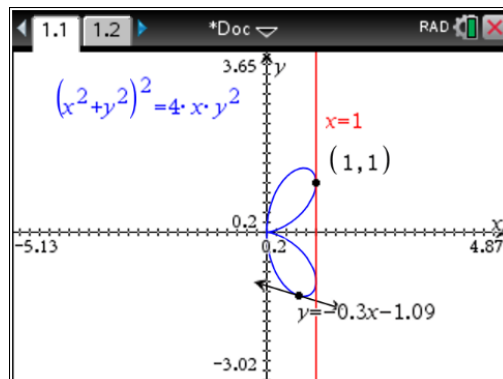 1.1 1.2 *Doc RAD
3.65 y
(x²+y²)²=4·x·y²
x=1
(1,1)
0.2
x
-5.13 0.2 4.87
y=-0.3x-1.09
-3.02